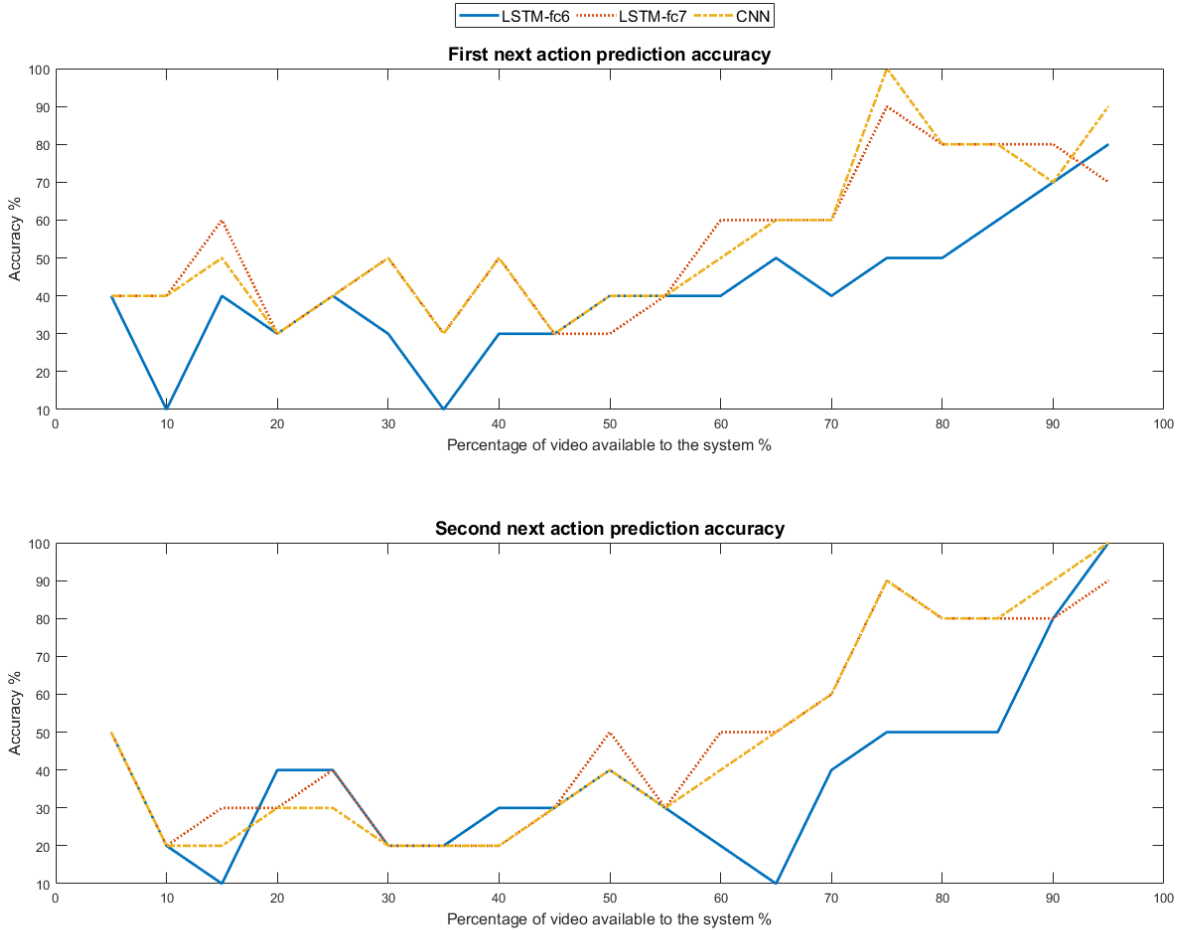 LSTM-fc6 LSTM-fc7 CNN
First next action prediction accuracy
Accuracy %
100
90
80
70
60
50
40
30
20
10
0 10 20 30 40 50 60 70 80 90 100
Percentage of video available to the system %
Second next action prediction accuracy
Accuracy %
100
90
80
70
60
50
40
30
20
10
0 10 20 30 40 50 60 70 80 90 100
Percentage of video available to the system %